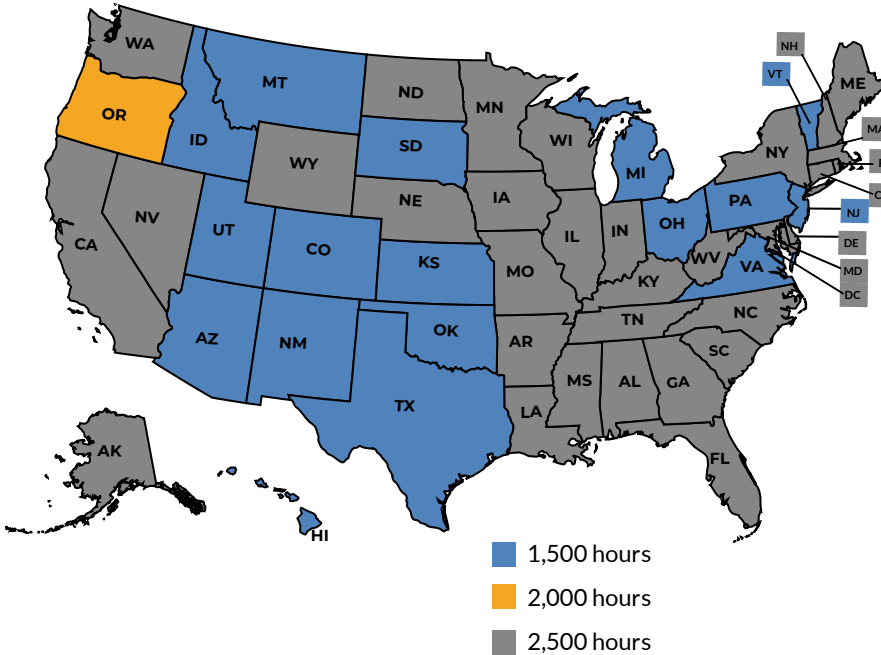 WA
NH
VT
MT
ME
ND
MN
OR
MA
ID
SD
WI
NY
WY
MI
PA
NE
IA
NJ
NV
OH
UT
IN
IL
CA
CO
KS
WV
DE
MO
VA
KY
MD
DC
NC
TN
OK
AZ
NM
AR
SC
MS
AL
GA
TX
LA
AK
FL
HI
1,500 hours
2,000 hours
2,500 hours